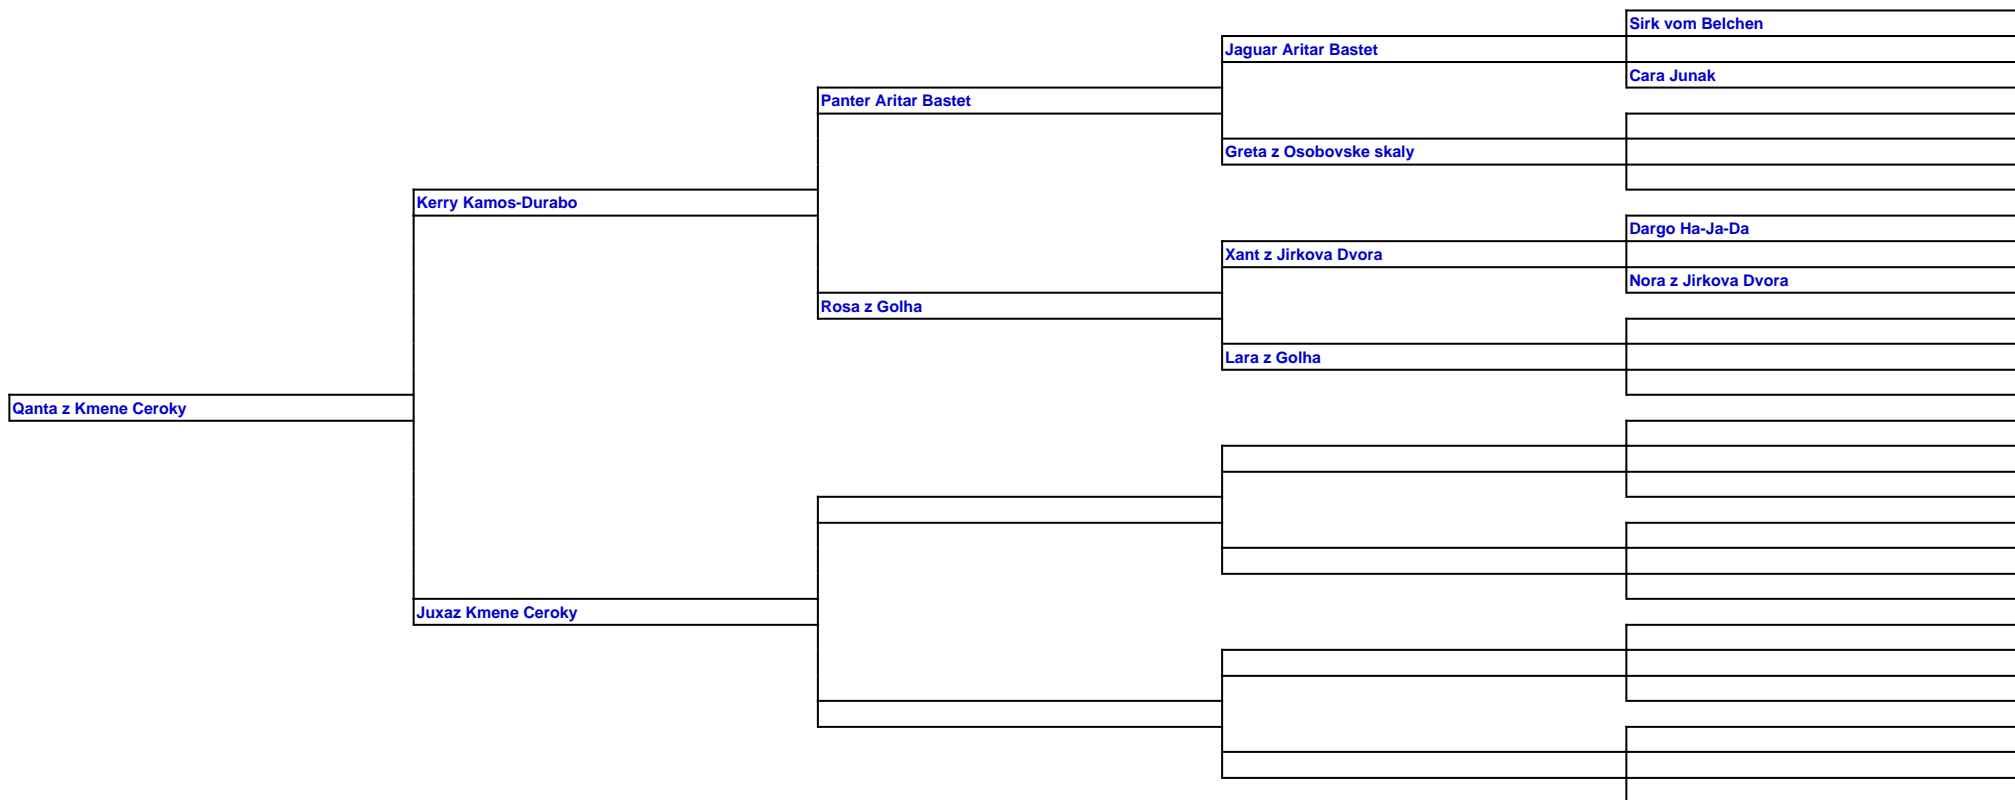 Sirk vom Belchen
Jaguar Aritar Bastet
Cara Junak
Panter Aritar Bastet
Greta z Osobovske skaly
Kerry Kamos-Durabo
Dargo Ha-Ja-Da
Xant z Jirkova Dvora
Nora z Jirkova Dvora
Rosa z Golha
Lara z Golha
Qanta z Kmene Ceroky
Juxaz Kmene Ceroky